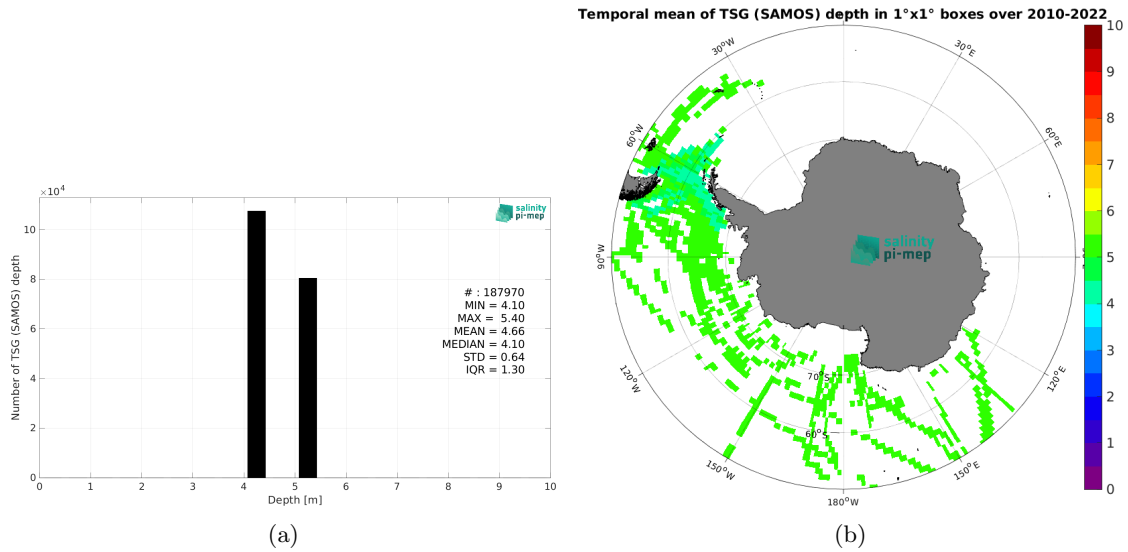 ×10⁴
10
8
6
4
2
0
Number of TSG (SAMOS) depth
0 1 2 3 4 5 6 7 8 9 10
Depth [m]
salinity
pi-mep
# : 187970
MIN = 4.10
MAX = 5.40
MEAN = 4.66
MEDIAN = 4.10
STD = 0.64
IQR = 1.30
(a)
Temporal mean of TSG (SAMOS) depth in 1°x1° boxes over 2010-2022
30°W
30°E
60°W
60°E
90°W
120°W
120°E
150°W
150°E
180°W
70°S
60°S
salinity
pi-mep
10
9
8
7
6
5
4
3
2
1
0
(b)